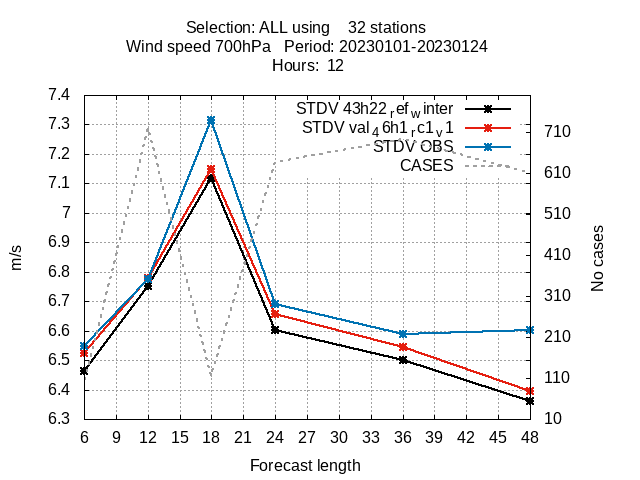 Selection: ALL using 32 stations
Wind speed 700hPa Period: 20230101-20230124
Hours: 12
STDV 43h22refwinter
STDV val46h1rc1v1
STDV OBS
CASES
7.4
7.3
7.2
7.1
7
6.9
6.8
6.7
6.6
6.5
6.4
6.3
m/s
710
610
510
410
310
210
110
10
No cases
6 9 12 15 18 21 24 27 30 33 36 39 42 45 48
Forecast length